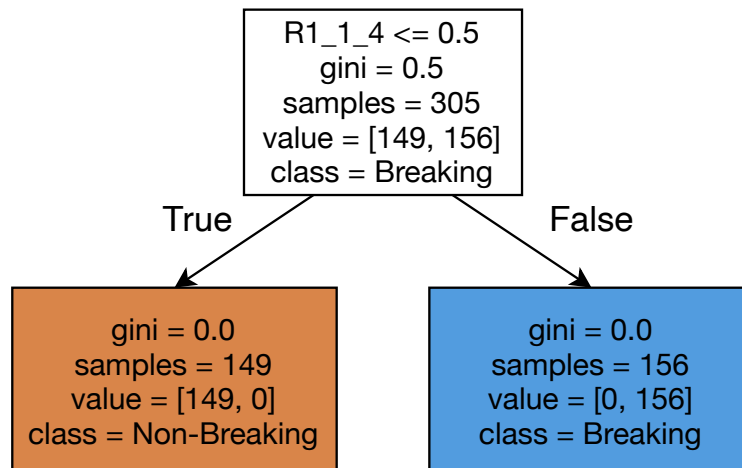 R1_1_4 <= 0.5
gini = 0.5
samples = 305
value = [149, 156]
class = Breaking
True
False
gini = 0.0
samples = 149
value = [149, 0]
class = Non-Breaking
gini = 0.0
samples = 156
value = [0, 156]
class = Breaking